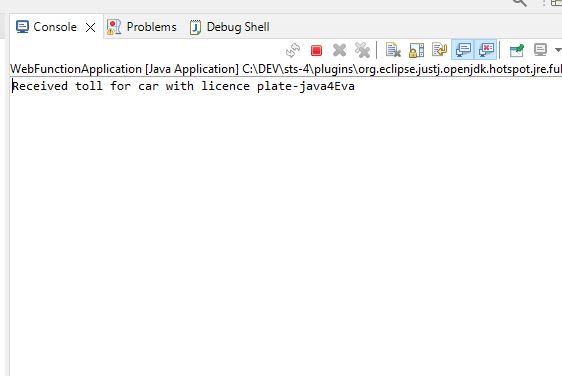 Console Problems Debug Shell
WebFunctionApplication [Java Application] C:\DEV\sts-4\plugins\org.eclipse.justj.openjdk.hotspot.jre.ful
Received toll for car with licence plate-java4Eva